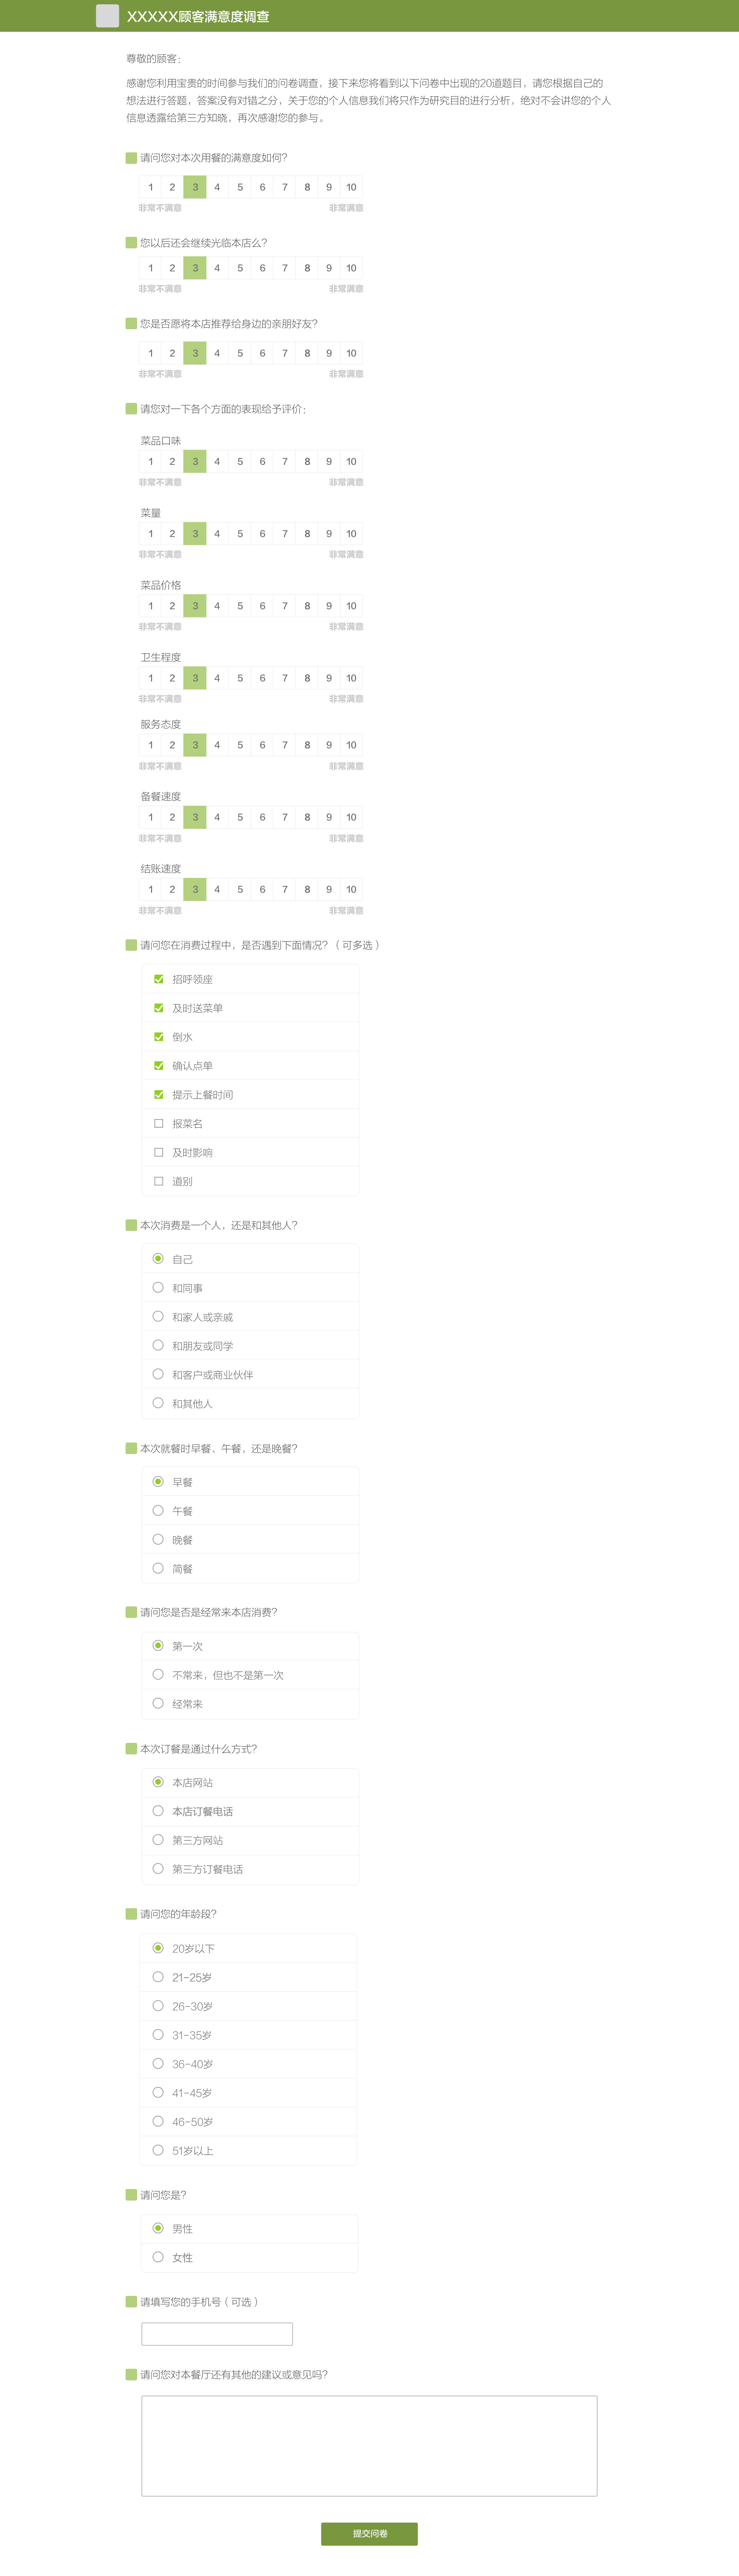 XXXXX顾客满意度调查
尊敬的顾客：
感谢您利用宝贵的时间参与我们的问卷调查，接下来您将看到以下问卷中出现的20道题目，请您根据自己的
想法进行答题，答案没有对错之分，关于您的个人信息我们将只作为研究目的进行分析，绝对不会讲您的个人
信息透露给第三方知晓，再次感谢您的参与。
请问您对本次用餐的满意度如何？
1 2 3 4 5 6 7 8 9 10
非常不满意 非常满意
您以后还会继续光临本店么？
1 2 3 4 5 6 7 8 9 10
非常不满意 非常满意
您是否愿将本店推荐给身边的亲朋好友？
1 2 3 4 5 6 7 8 9 10
非常不满意 非常满意
请您对一下各个方面的表现给予评价：
菜品口味
1 2 3 4 5 6 7 8 9 10
非常不满意 非常满意
菜量
1 2 3 4 5 6 7 8 9 10
非常不满意 非常满意
菜品价格
1 2 3 4 5 6 7 8 9 10
非常不满意 非常满意
卫生程度
1 2 3 4 5 6 7 8 9 10
非常不满意 非常满意
服务态度
1 2 3 4 5 6 7 8 9 10
非常不满意 非常满意
备餐速度
1 2 3 4 5 6 7 8 9 10
非常不满意 非常满意
结账速度
1 2 3 4 5 6 7 8 9 10
非常不满意 非常满意
请问您在消费过程中，是否遇到下面情况？（可多选）
招呼领座
及时送菜单
倒水
确认点单
提示上餐时间
报菜名
及时影响
道别
本次消费是一个人，还是和其他人？
自己
和同事
和家人或亲戚
和朋友或同学
和客户或商业伙伴
和其他人
本次就餐时早餐、午餐，还是晚餐？
早餐
午餐
晚餐
简餐
请问您是否是经常来本店消费？
第一次
不常来，但也不是第一次
经常来
本次订餐是通过什么方式？
本店网站
本店订餐电话
第三方网站
第三方订餐电话
请问您的年龄段？
20岁以下
21-25岁
26-30岁
31-35岁
36-40岁
41-45岁
46-50岁
51岁以上
请问您是？
男性
女性
请填写您的手机号（可选）
请问您对本餐厅还有其他的建议或意见吗？
提交问卷